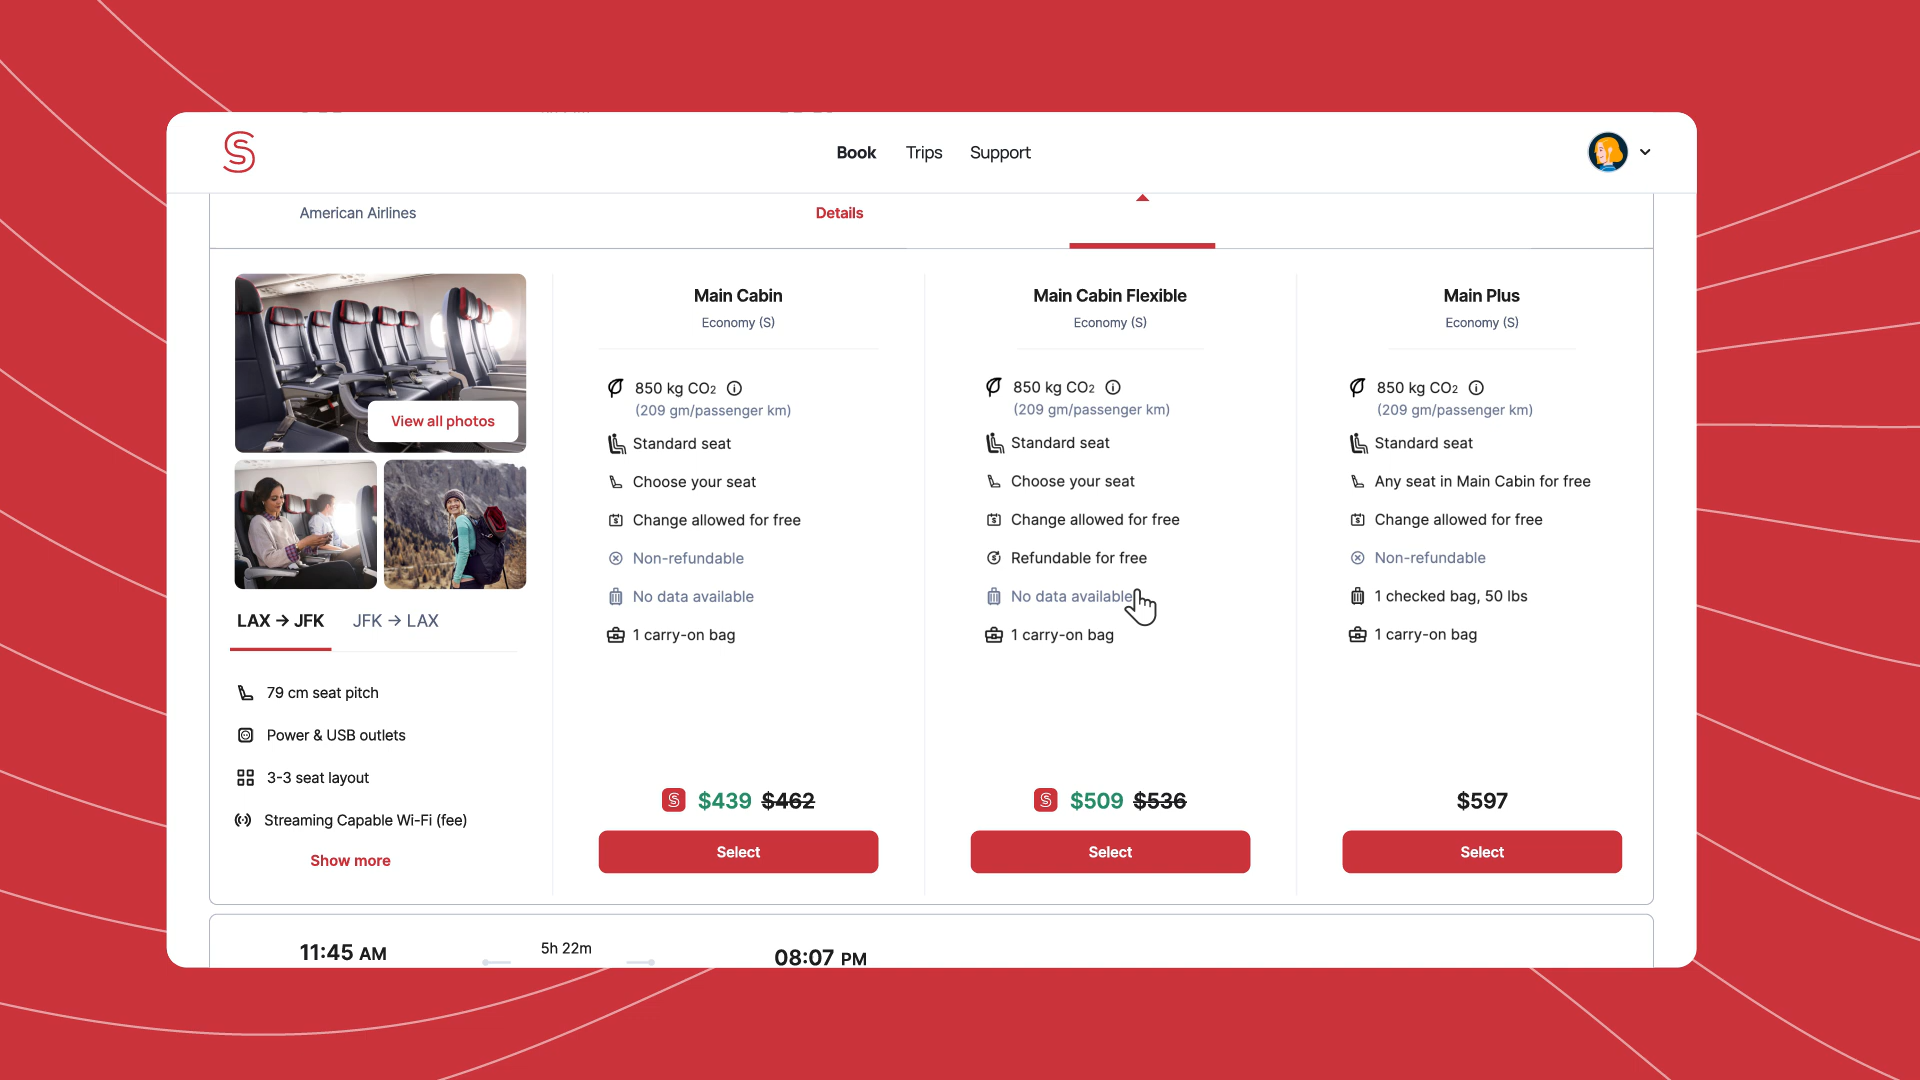 S
Book
Trips
Support
American Airlines
Details
View all photos
LAX → JFK
JFK → LAX
79 cm seat pitch
Power & USB outlets
3-3 seat layout
Streaming Capable Wi-Fi (fee)
Show more
Main Cabin
Economy (S)
850 kg CO₂
(209 gm/passenger km)
Standard seat
Choose your seat
Change allowed for free
Non-refundable
No data available
1 carry-on bag
S $439 $462
Select
Main Cabin Flexible
Economy (S)
850 kg CO₂
(209 gm/passenger km)
Standard seat
Choose your seat
Change allowed for free
Refundable for free
No data available
1 carry-on bag
S $509 $536
Select
Main Plus
Economy (S)
850 kg CO₂
(209 gm/passenger km)
Standard seat
Any seat in Main Cabin for free
Change allowed for free
Non-refundable
1 checked bag, 50 lbs
1 carry-on bag
$597
Select
11:45 AM
5h 22m
08:07 PM